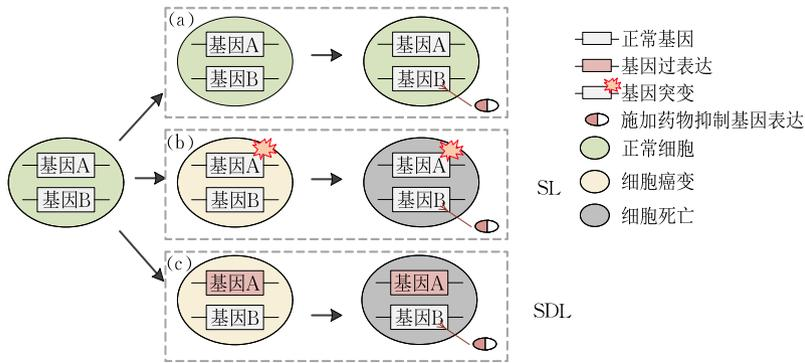 (a)
基因A
基因B
基因A
基因B
(b)
基因A
基因B
基因A
基因B
基因A
基因B
SL
(c)
基因A
基因B
基因A
基因B
SDL
正常基因
基因过表达
基因突变
施加药物抑制基因表达
正常细胞
细胞癌变
细胞死亡